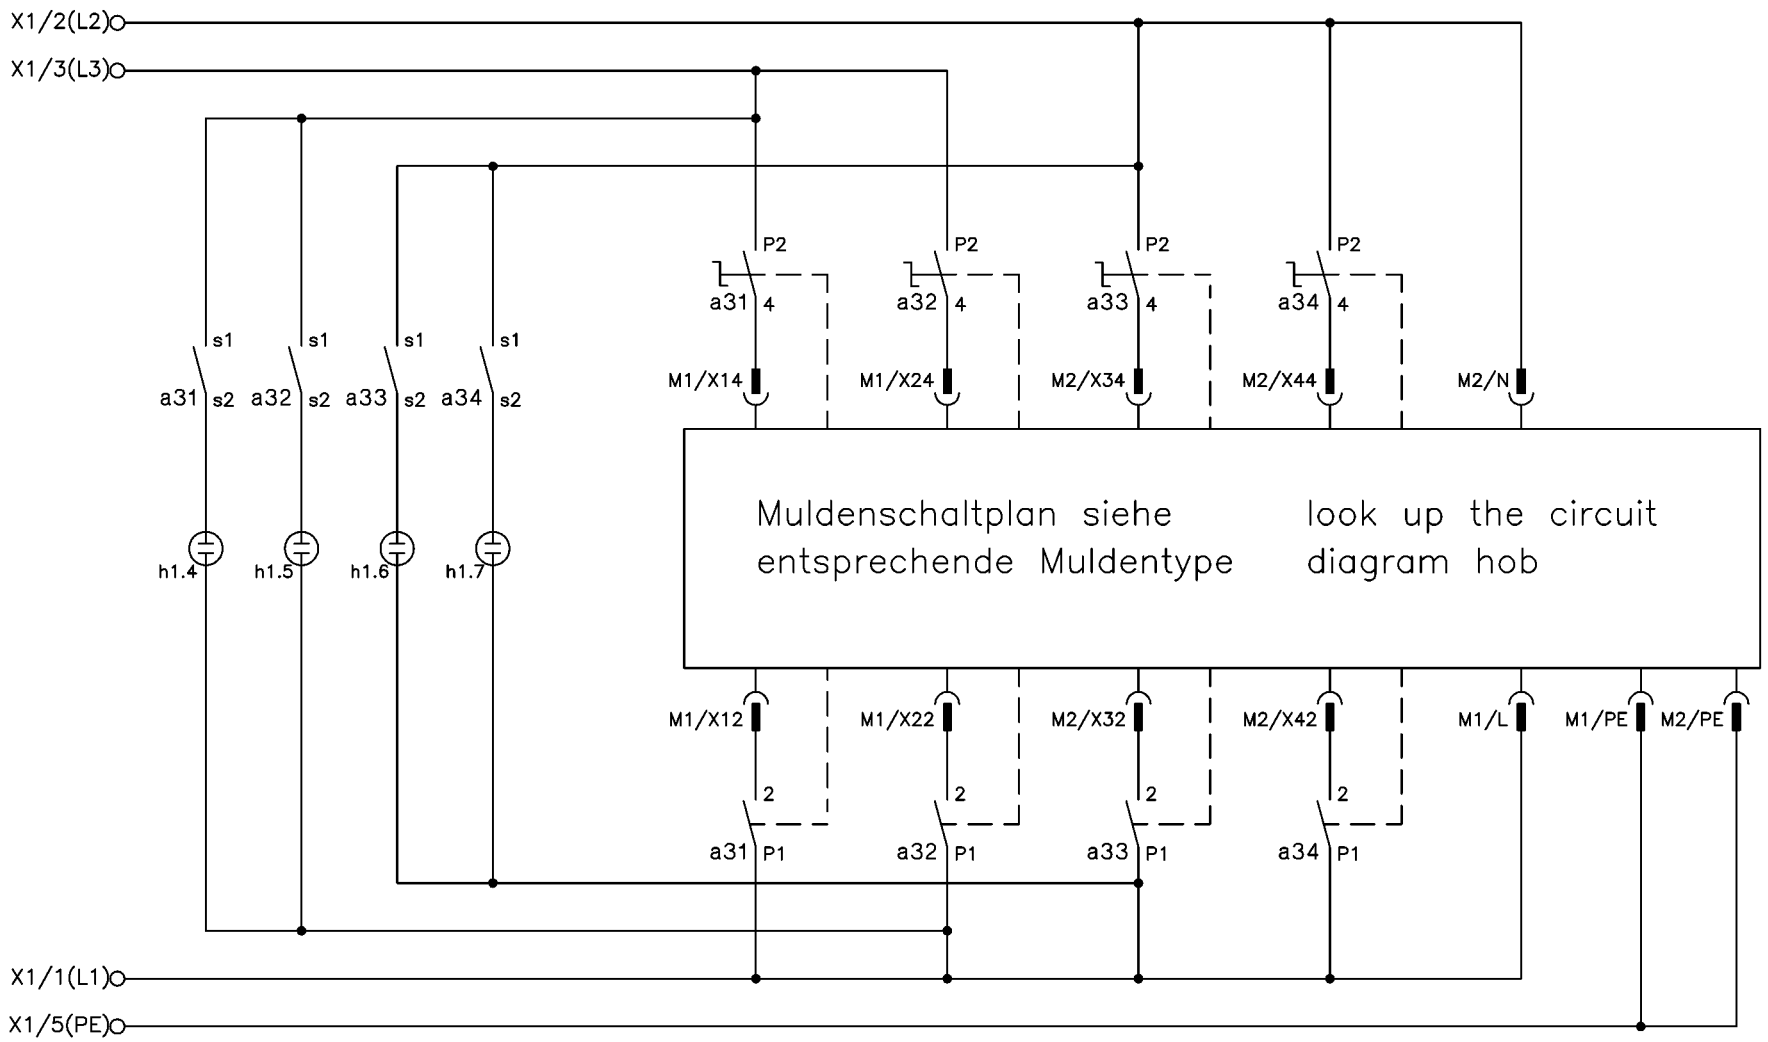 X1/2(L2)
X1/3(L3)
P2 P2 P2 P2
a31 4 a32 4 a33 4 a34 4
s1 s1 s1 s1
a31 s2 a32 s2 a33 s2 a34 s2
M1/X14 M1/X24 M2/X34 M2/X44 M2/N
Muldenschaltplan siehe
entsprechende Muldentype
look up the circuit
diagram hob
h1.4 h1.5 h1.6 h1.7
M1/X12 M1/X22 M2/X32 M2/X42 M1/L M1/PE M2/PE
2 2 2 2
a31 P1 a32 P1 a33 P1 a34 P1
X1/1(L1)
X1/5(PE)